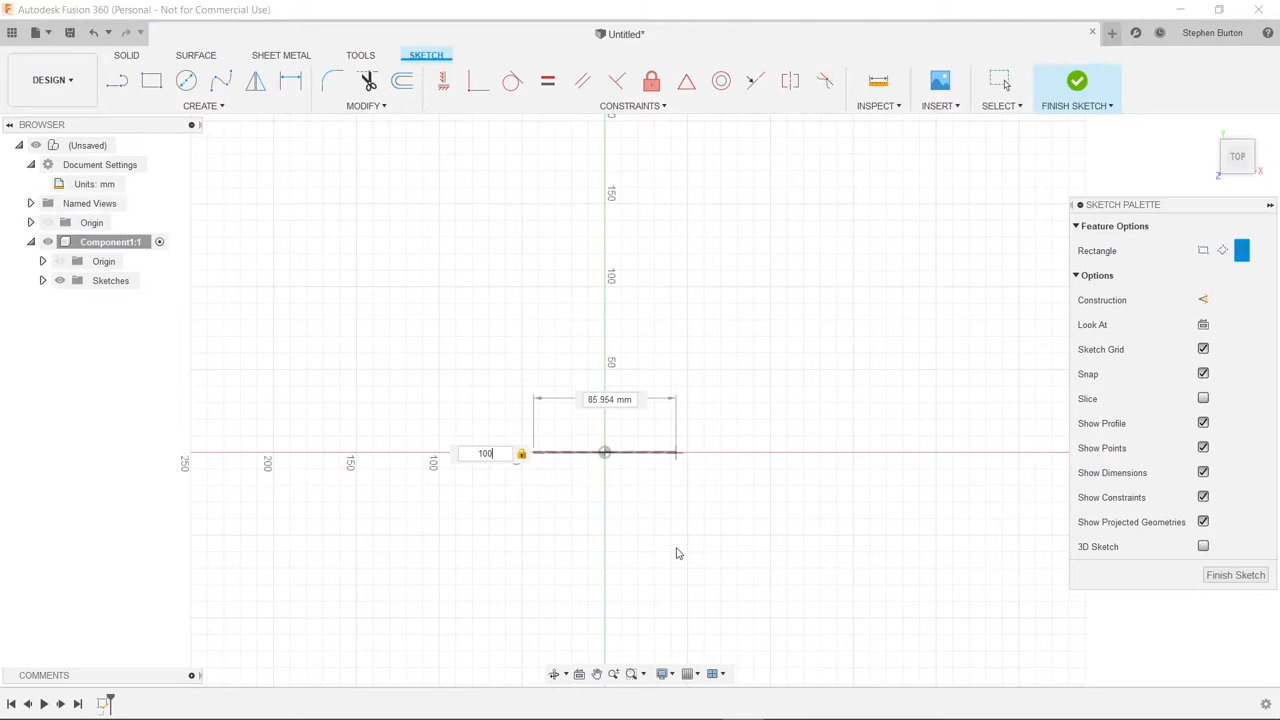 Autodesk Fusion 360 (Personal - Not for Commercial Use)
Untitled*
Stephen Burton
SOLID SURFACE SHEET METAL TOOLS SKETCH
DESIGN
CREATE MODIFY CONSTRAINTS INSPECT INSERT SELECT FINISH SKETCH
BROWSER
(Unsaved)
Document Settings
Units: mm
Named Views
Origin
Component1:1
Origin
Sketches
TOP
X
Y
Z
SKETCH PALETTE
Feature Options
Rectangle
Options
Construction
Look At
Sketch Grid
Snap
Slice
Show Profile
Show Points
Show Dimensions
Show Constraints
Show Projected Geometries
3D Sketch
Finish Sketch
150
100
50
85.954 mm
100
250
200
150
100
COMMENTS